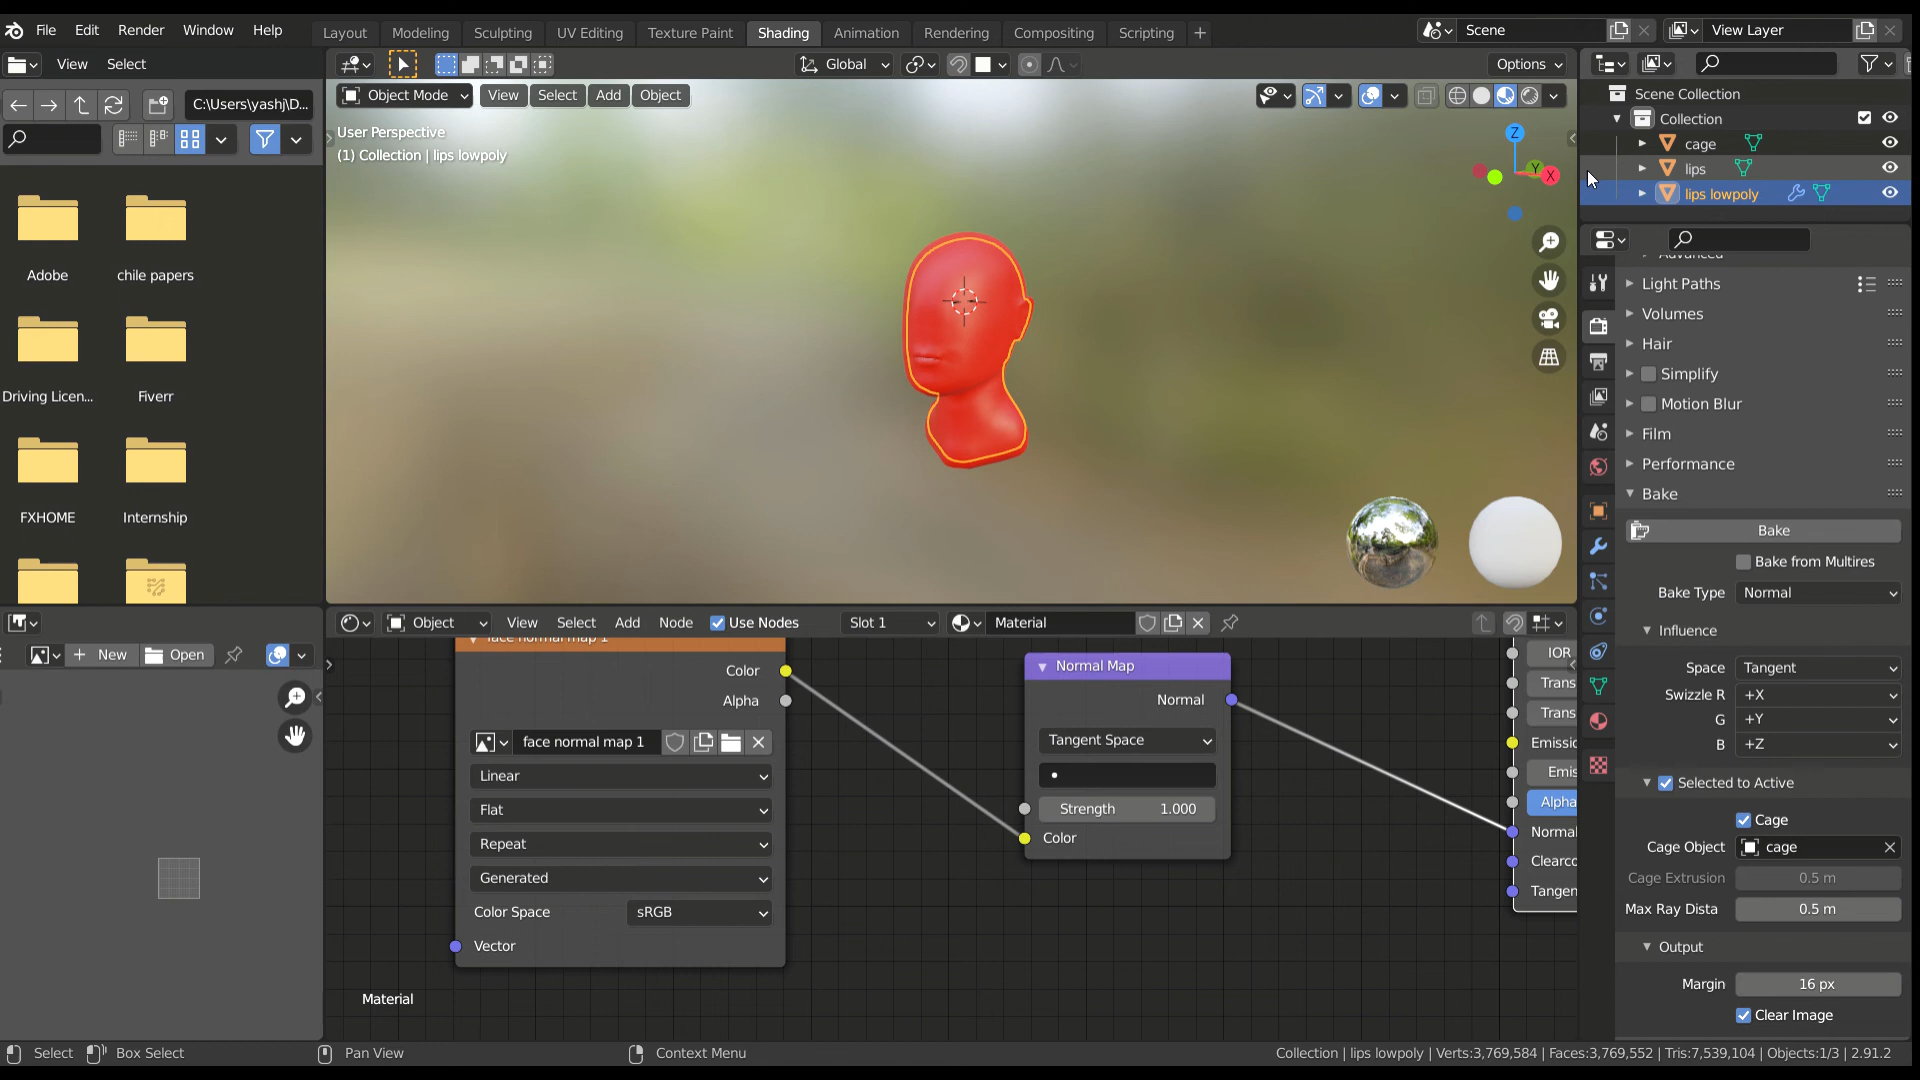 File Edit Render Window Help
Layout Modeling Sculpting UV Editing Texture Paint Shading Animation Rendering Compositing Scripting +
Scene
View Layer
View Select
Global
Options
C:\Users\yashj\D...
Object Mode View Select Add Object
User Perspective
(1) Collection | lips lowpoly
Z
Y
X
Scene Collection
Collection
cage
lips
lips lowpoly
Adobe
chile papers
Driving Licen...
Fiverr
FXHOME
Internship
Advanced
Light Paths
Volumes
Hair
Simplify
Motion Blur
Film
Performance
Bake
Bake
Bake from Multires
Bake Type Normal
Influence
Space Tangent
Swizzle R +X
G +Y
B +Z
Selected to Active
Cage
Cage Object cage
Cage Extrusion 0.5 m
Max Ray Dista 0.5 m
Output
Margin 16 px
Clear Image
Object View Select Add Node Use Nodes Slot 1 Material
+ New Open
face normal map 1
Color
Alpha
face normal map 1
Linear
Flat
Repeat
Generated
Color Space sRGB
Vector
Normal Map
Normal
Tangent Space
Strength 1.000
Color
IOR
Trans
Trans
Emissic
Emis
Alpha
Normal
Clearco
Tangen
Material
Select Box Select Pan View Context Menu
Collection | lips lowpoly | Verts:3,769,584 | Faces:3,769,552 | Tris:7,539,104 | Objects:1/3 | 2.91.2